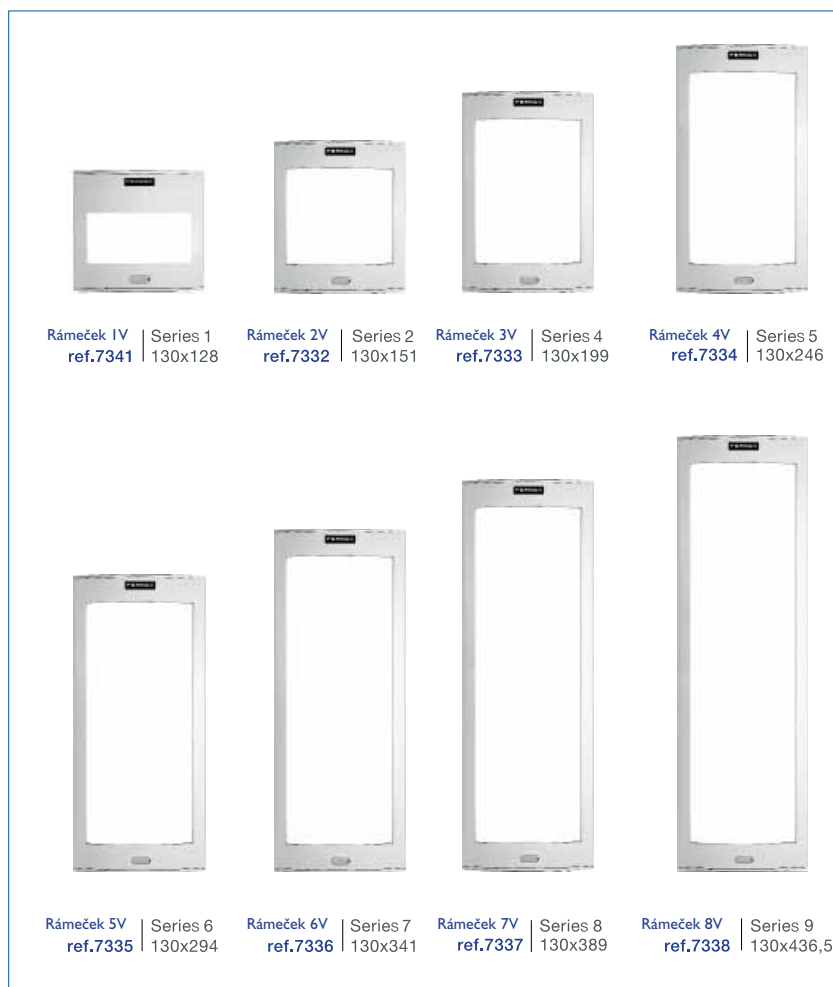 Rámeček 1V | Series 1
ref.7341 | 130x128
Rámeček 2V | Series 2
ref.7332 | 130x151
Rámeček 3V | Series 4
ref.7333 | 130x199
Rámeček 4V | Series 5
ref.7334 | 130x246
Rámeček 5V | Series 6
ref.7335 | 130x294
Rámeček 6V | Series 7
ref.7336 | 130x341
Rámeček 7V | Series 8
ref.7337 | 130x389
Rámeček 8V | Series 9
ref.7338 | 130x436,5